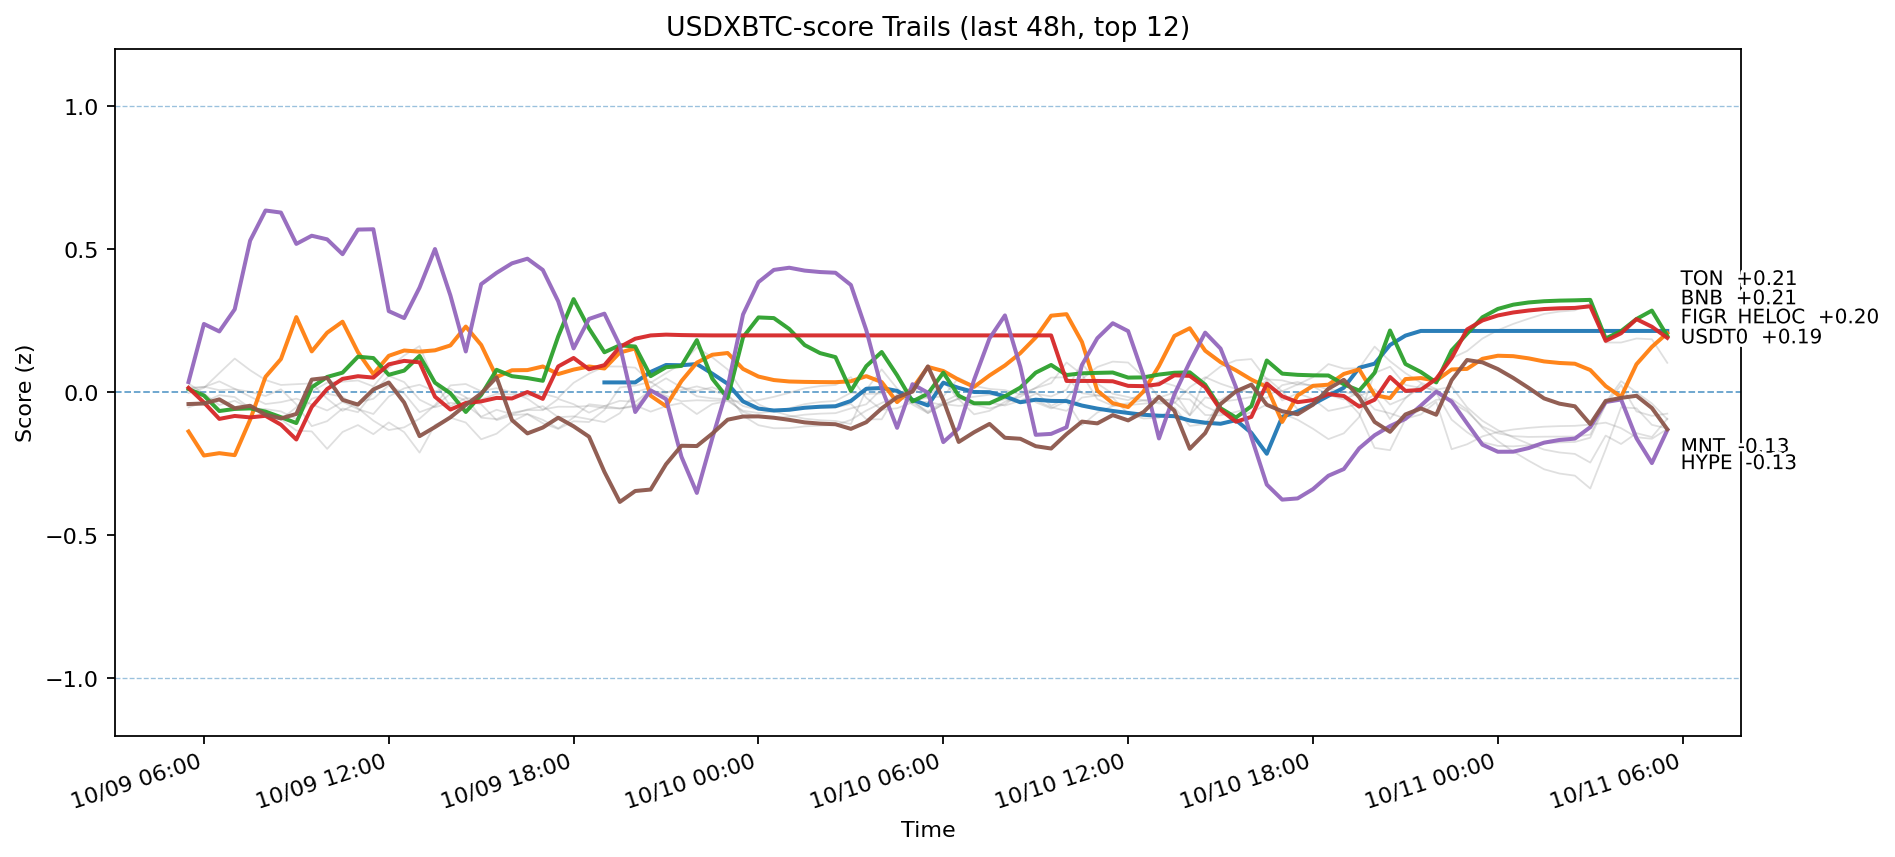 USDXBTC-score Trails (last 48h, top 12)
Score (z)
1.0
0.5
0.0
−0.5
−1.0
TON +0.21
BNB +0.21
FIGR HELOC +0.20
USDT0 +0.19
MNT -0.13
HYPE -0.13
10/09 06:00
10/09 12:00
10/09 18:00
10/10 00:00
10/10 06:00
10/10 12:00
10/10 18:00
10/11 00:00
10/11 06:00
Time